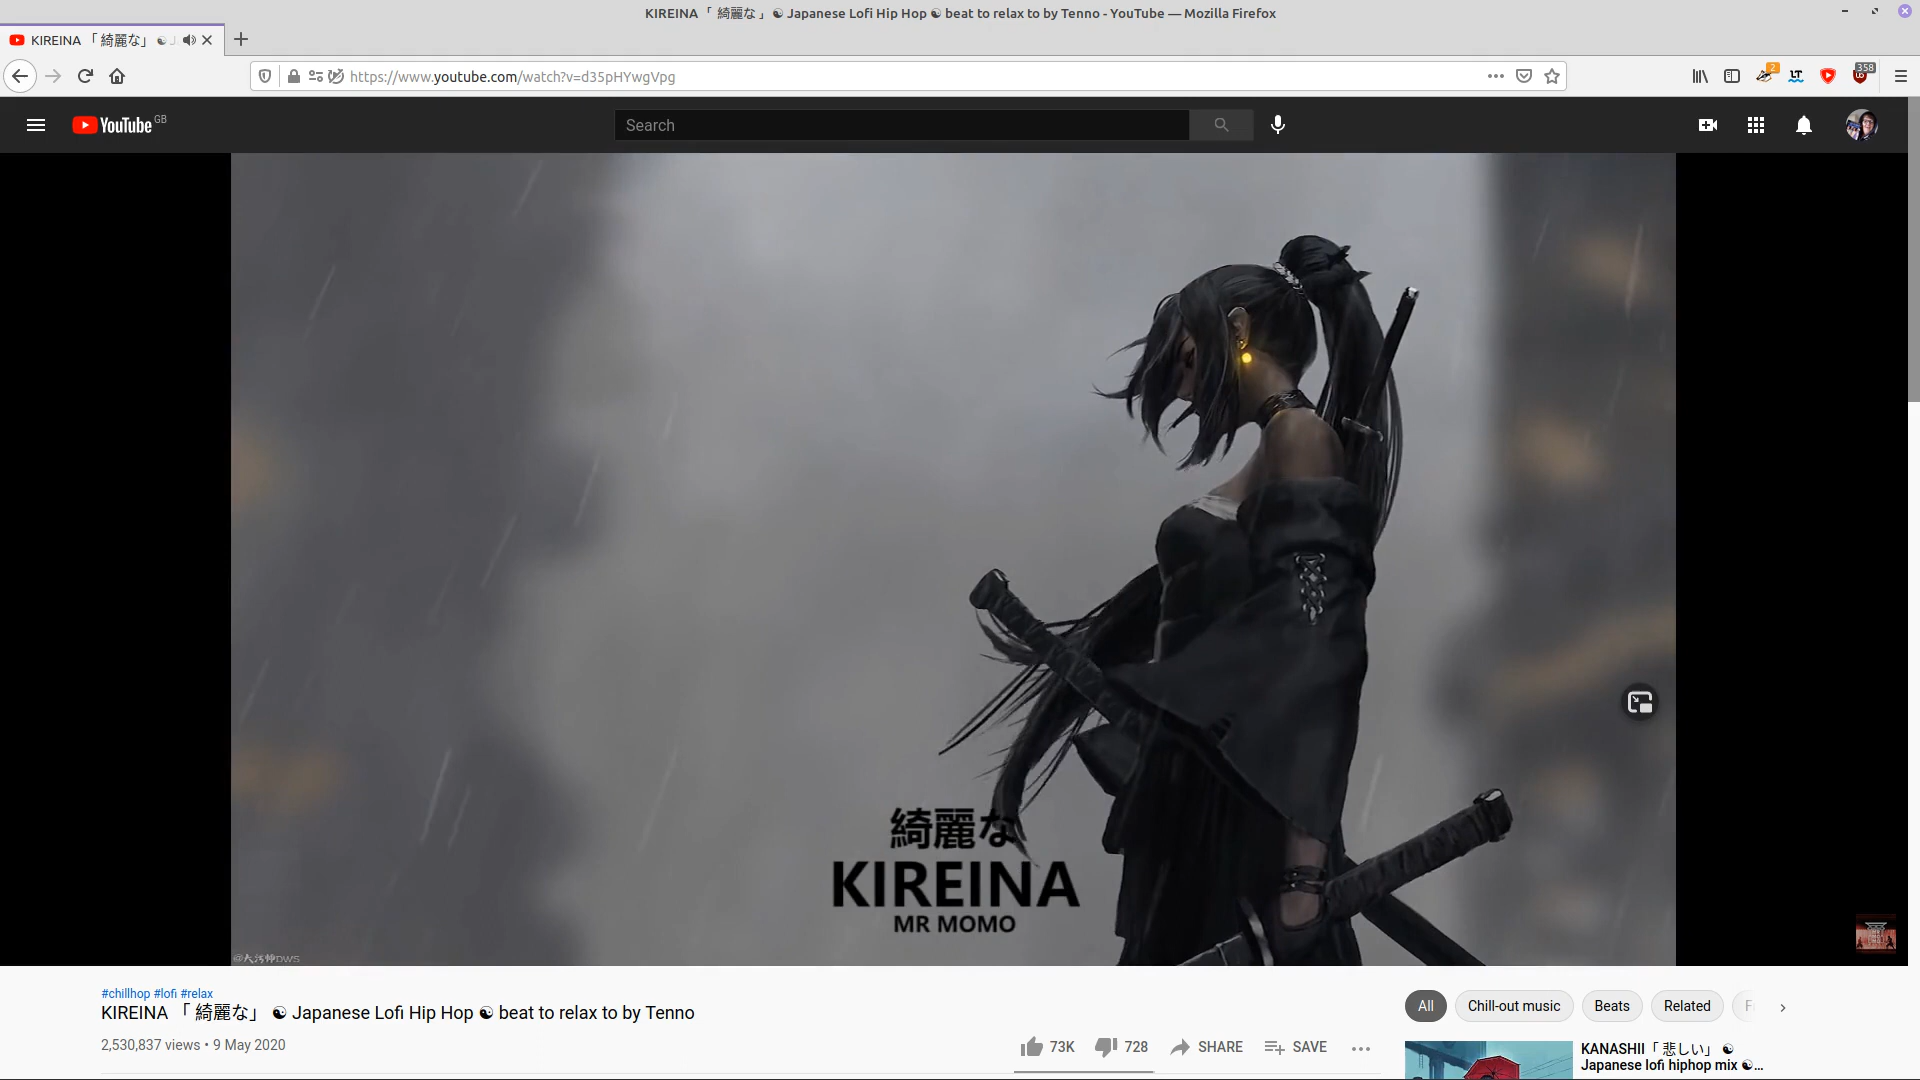 KIREINA 「 綺麗な 」 ☯ Japanese Lofi Hip Hop ☯ beat to relax to by Tenno - YouTube — Mozilla Firefox
KIREINA 「 綺麗な」 ☯ J
https://www.youtube.com/watch?v=d35pHYwgVpg
2
358
YouTube GB
Search
綺麗な
KIREINA
MR MOMO
#chillhop #lofi #relax
KIREINA 「 綺麗な」 ☯ Japanese Lofi Hip Hop ☯ beat to relax to by Tenno
2,530,837 views • 9 May 2020
73K 728 SHARE SAVE
All Chill-out music Beats Related
KANASHII「 悲しい」 ☯
Japanese lofi hiphop mix ☯...